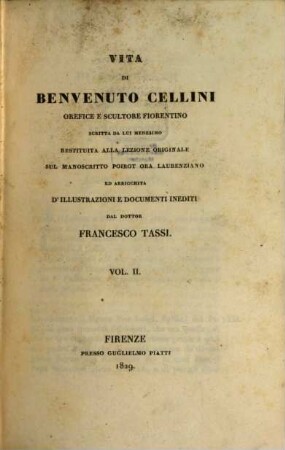 VITA
DI
BENVENUTO CELLINI
OREFICE E SCULTORE FIORENTINO
SCRITTA DA LUI MEDESIMO
RESTITUITA ALLA LEZIONE ORIGINALE
SUL MANOSCRITTO POIROT ORA LAURENZIANO
ED ARRICCHITA
D'ILLUSTRAZIONI E DOCUMENTI INEDITI
DAL DOTTOR
FRANCESCO TASSI.
VOL. II.
FIRENZE
PRESSO GUGLIELMO PIATTI
1829.